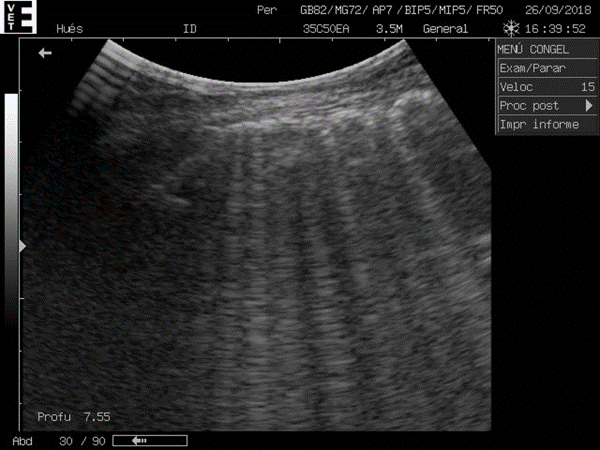 VET
Per GB82/MG72/ AP7 /BIP5/MIP5/ FR50 26/09/2018
Hués ID 35C50EA 3.5M General 16:39:52
MENÚ CONGEL
Exam/Parar
Veloc 15
Proc post
Impr informe
Profu 7.55
Abd 30 / 90